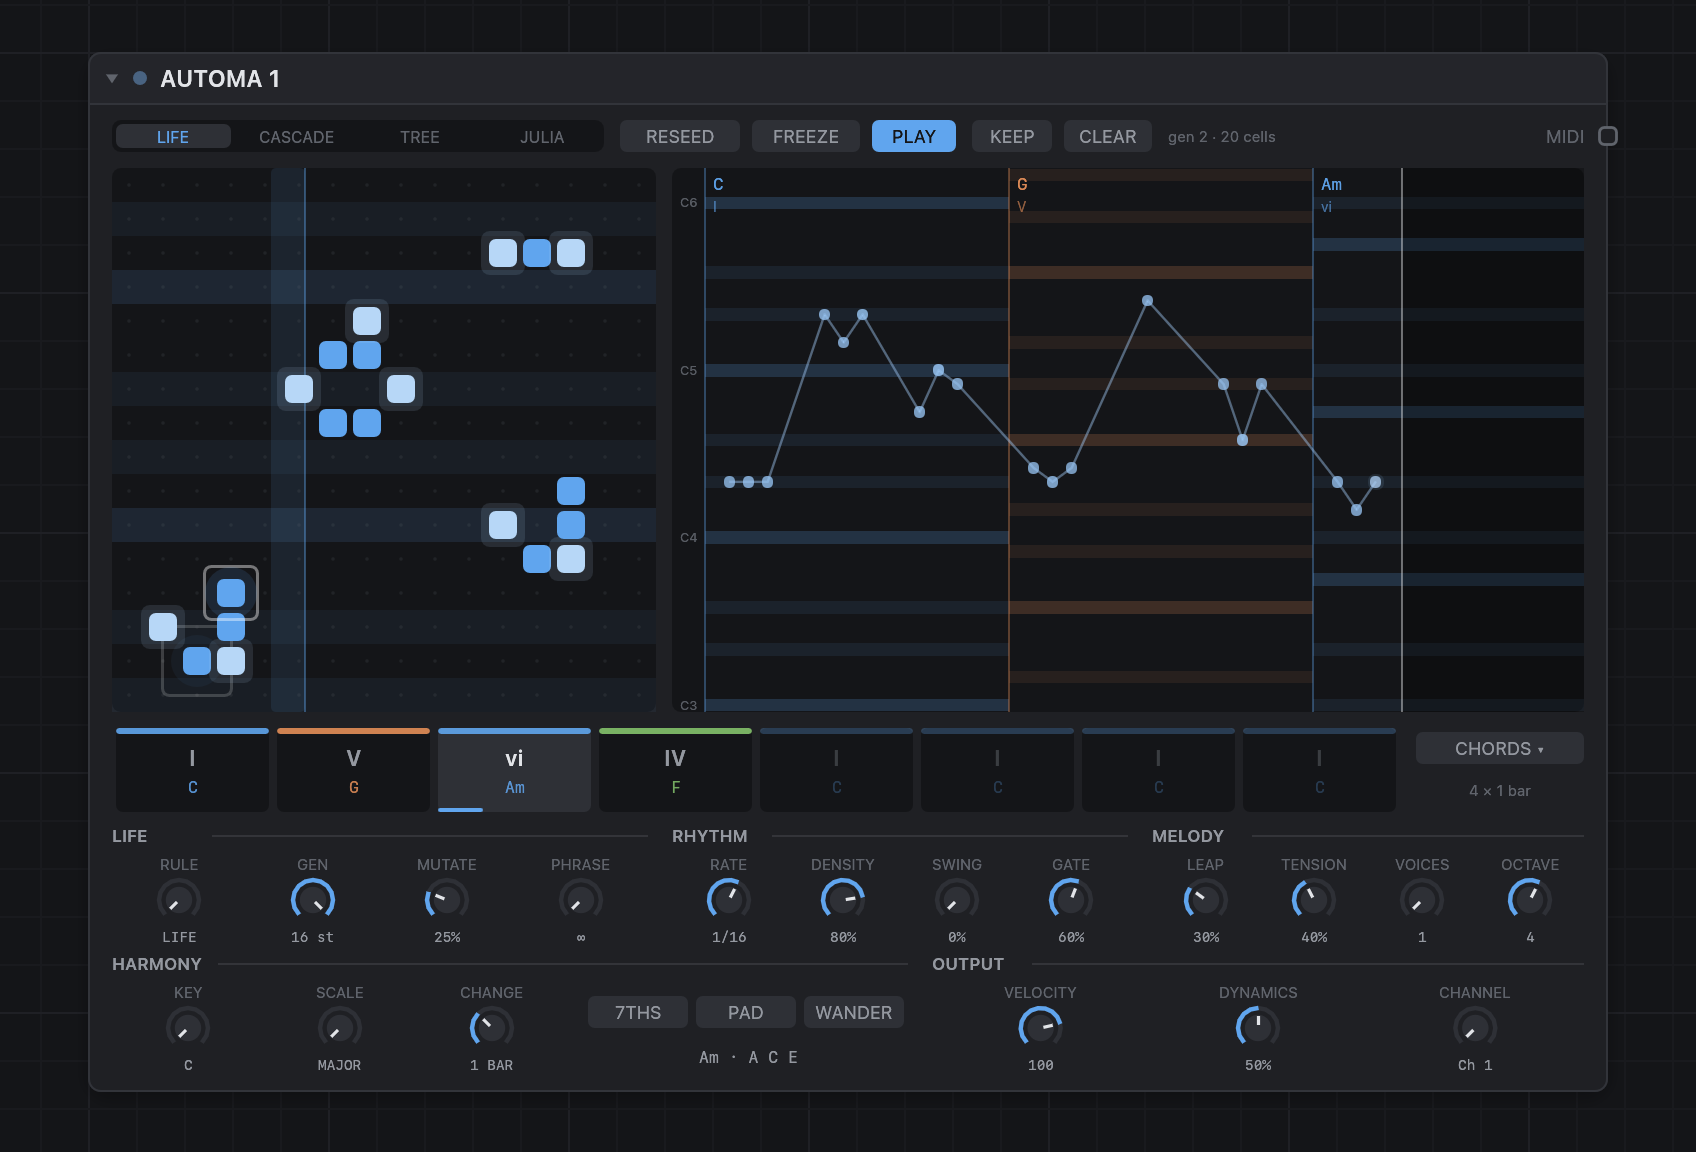 AUTOMA 1
LIFE CASCADE TREE JULIA RESEED FREEZE PLAY KEEP CLEAR gen 2 · 20 cells MIDI
C G Am
C6 I V vi
C5
C4
C3
I V vi IV I I I I CHORDS ▾
C G Am F C C C C 4 × 1 bar
LIFE RHYTHM MELODY
RULE GEN MUTATE PHRASE RATE DENSITY SWING GATE LEAP TENSION VOICES OCTAVE
LIFE 16 st 25% ∞ 1/16 80% 0% 60% 30% 40% 1 4
HARMONY OUTPUT
KEY SCALE CHANGE VELOCITY DYNAMICS CHANNEL
7THS PAD WANDER
Am · A C E
C MAJOR 1 BAR 100 50% Ch 1